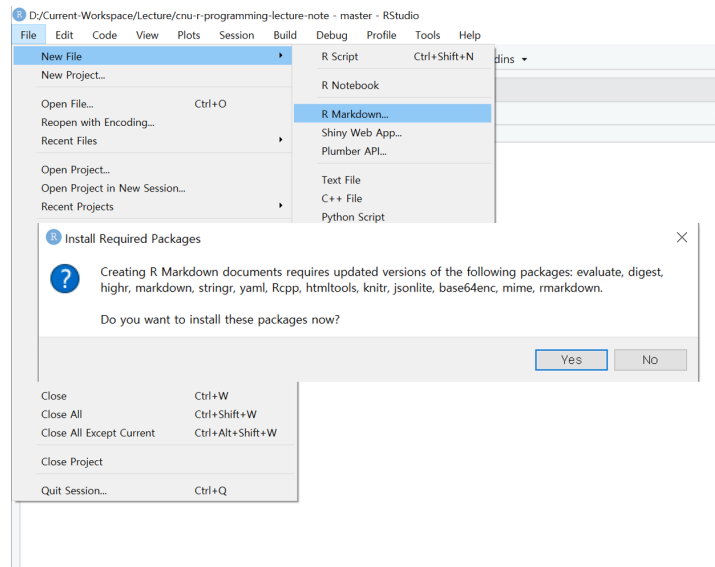 R D:/Current-Workspace/Lecture/cnu-r-programming-lecture-note - master - RStudio
File Edit Code View Plots Session Build Debug Profile Tools Help
New File
New Project...
Open File... Ctrl+O
Reopen with Encoding...
Recent Files
Open Project...
Open Project in New Session...
Recent Projects
R Script Ctrl+Shift+N
R Notebook
R Markdown...
Shiny Web App...
Plumber API...
Text File
C++ File
Python Script
dins
R Install Required Packages
? Creating R Markdown documents requires updated versions of the following packages: evaluate, digest,
highr, markdown, stringr, yaml, Rcpp, htmltools, knitr, jsonlite, base64enc, mime, rmarkdown.
Do you want to install these packages now?
Yes No
Close Ctrl+W
Close All Ctrl+Shift+W
Close All Except Current Ctrl+Alt+Shift+W
Close Project
Quit Session... Ctrl+Q